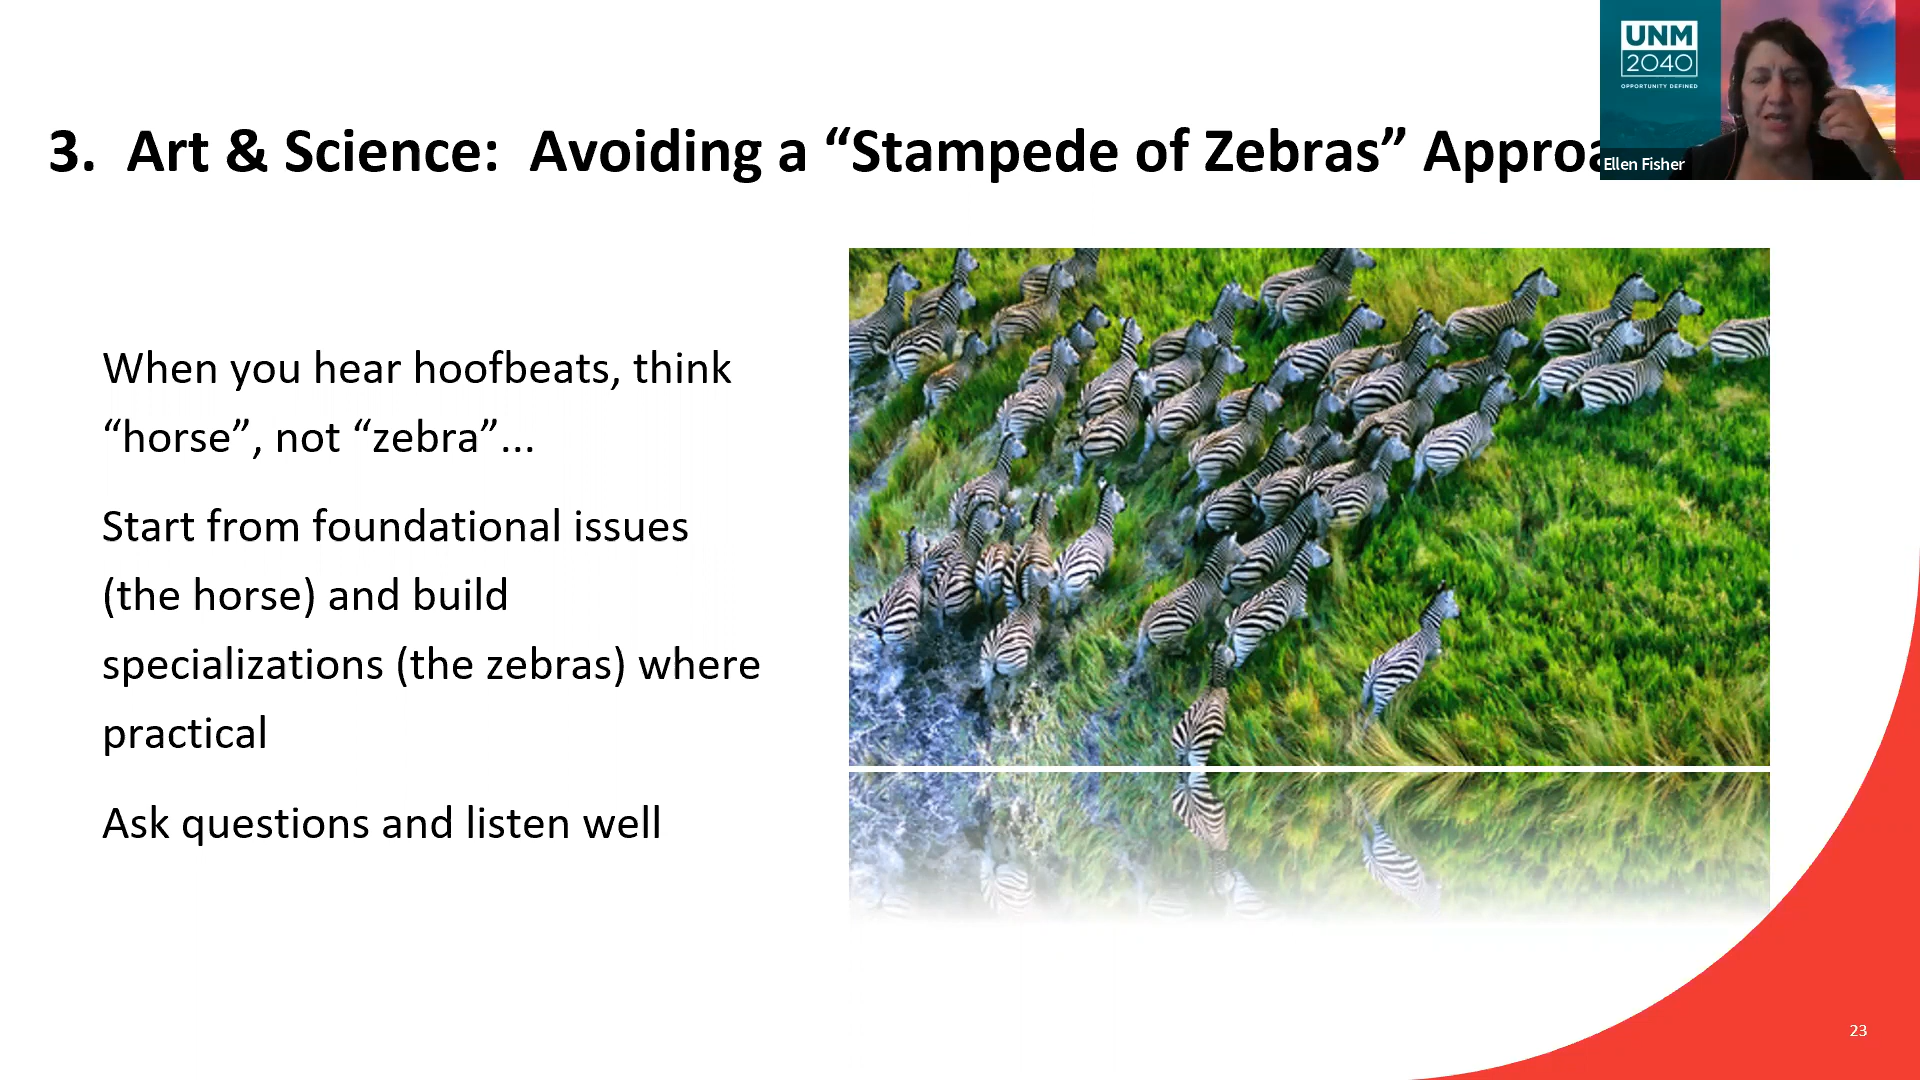 UNM
2040
OPPORTUNITY DEFINED
Ellen Fisher
3. Art & Science: Avoiding a “Stampede of Zebras” Approa
When you hear hoofbeats, think
“horse”, not “zebra”...
Start from foundational issues
(the horse) and build
specializations (the zebras) where
practical
Ask questions and listen well
23